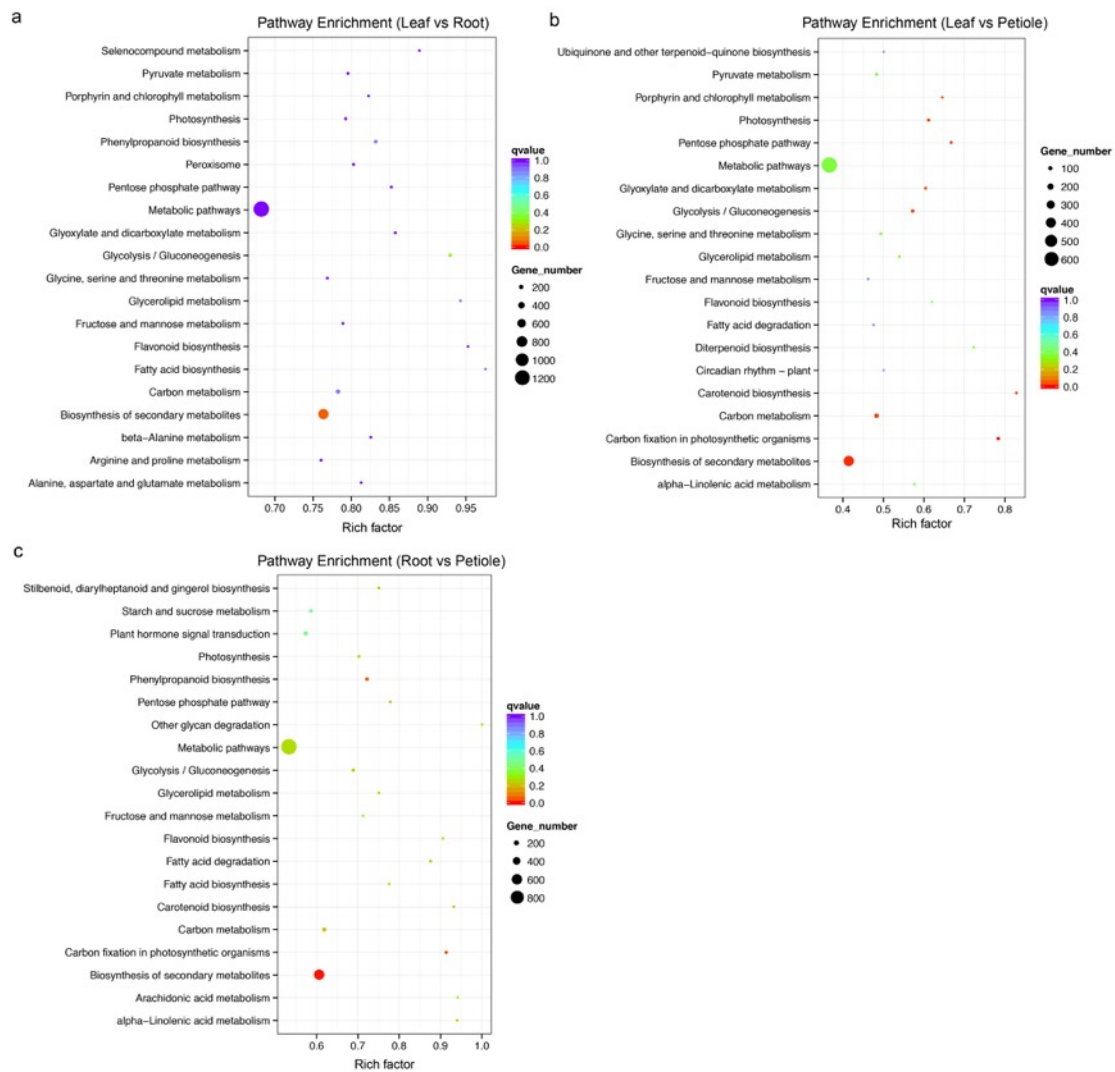 a
Pathway Enrichment (Leaf vs Root)
Selenocompound metabolism
Pyruvate metabolism
Porphyrin and chlorophyll metabolism
Photosynthesis
Phenylpropanoid biosynthesis
Peroxisome
Pentose phosphate pathway
Metabolic pathways
Glyoxylate and dicarboxylate metabolism
Glycolysis / Gluconeogenesis
Glycine, serine and threonine metabolism
Glycerolipid metabolism
Fructose and mannose metabolism
Flavonoid biosynthesis
Fatty acid biosynthesis
Carbon metabolism
Biosynthesis of secondary metabolites
beta−Alanine metabolism
Arginine and proline metabolism
Alanine, aspartate and glutamate metabolism
0.70 0.75 0.80 0.85 0.90 0.95
Rich factor
qvalue
1.0
0.8
0.6
0.4
0.2
0.0
Gene_number
200
400
600
800
1000
1200
b
Pathway Enrichment (Leaf vs Petiole)
Ubiquinone and other terpenoid−quinone biosynthesis
Pyruvate metabolism
Porphyrin and chlorophyll metabolism
Photosynthesis
Pentose phosphate pathway
Metabolic pathways
Glyoxylate and dicarboxylate metabolism
Glycolysis / Gluconeogenesis
Glycine, serine and threonine metabolism
Glycerolipid metabolism
Fructose and mannose metabolism
Flavonoid biosynthesis
Fatty acid degradation
Diterpenoid biosynthesis
Circadian rhythm − plant
Carotenoid biosynthesis
Carbon metabolism
Carbon fixation in photosynthetic organisms
Biosynthesis of secondary metabolites
alpha−Linolenic acid metabolism
0.4 0.5 0.6 0.7 0.8
Rich factor
Gene_number
100
200
300
400
500
600
qvalue
1.0
0.8
0.6
0.4
0.2
0.0
c
Pathway Enrichment (Root vs Petiole)
Stilbenoid, diarylheptanoid and gingerol biosynthesis
Starch and sucrose metabolism
Plant hormone signal transduction
Photosynthesis
Phenylpropanoid biosynthesis
Pentose phosphate pathway
Other glycan degradation
Metabolic pathways
Glycolysis / Gluconeogenesis
Glycerolipid metabolism
Fructose and mannose metabolism
Flavonoid biosynthesis
Fatty acid degradation
Fatty acid biosynthesis
Carotenoid biosynthesis
Carbon metabolism
Carbon fixation in photosynthetic organisms
Biosynthesis of secondary metabolites
Arachidonic acid metabolism
alpha−Linolenic acid metabolism
0.6 0.7 0.8 0.9 1.0
Rich factor
qvalue
1.0
0.8
0.6
0.4
0.2
0.0
Gene_number
200
400
600
800